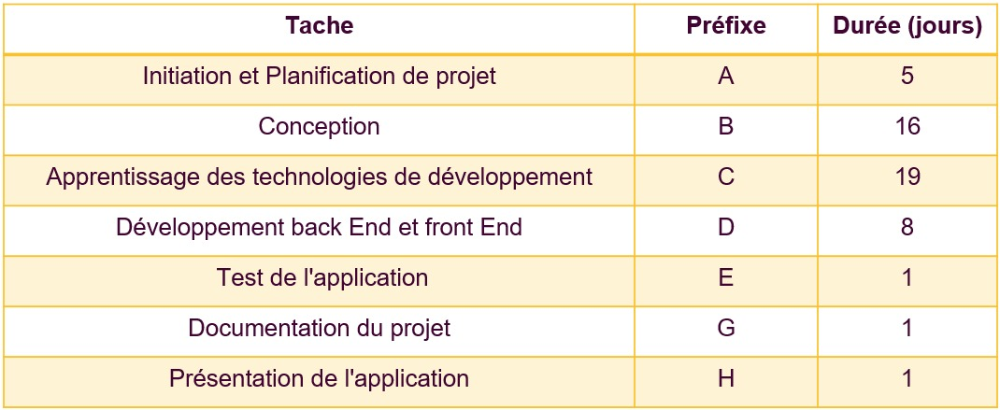 Tache Préfixe Durée (jours)
Initiation et Planification de projet A 5
Conception B 16
Apprentissage des technologies de développement C 19
Développement back End et front End D 8
Test de l'application E 1
Documentation du projet G 1
Présentation de l'application H 1